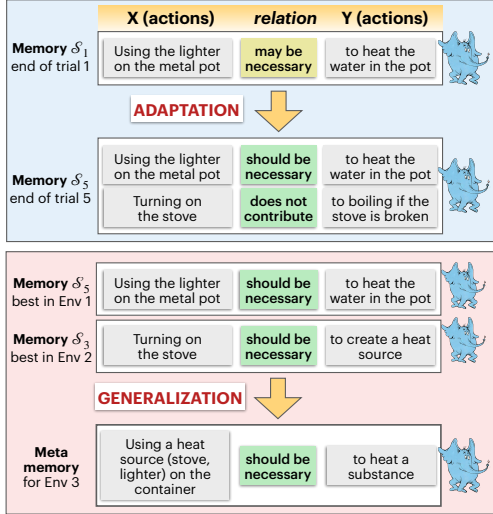 X (actions) relation Y (actions)
Memory 𝒮1
end of trial 1
Using the lighter
on the metal pot
may be
necessary
to heat the
water in the pot
ADAPTATION
Memory 𝒮5
end of trial 5
Using the lighter
on the metal pot
should be
necessary
to heat the
water in the pot
Turning on
the stove
does not
contribute
to boiling if the
stove is broken
Memory 𝒮5
best in Env 1
Using the lighter
on the metal pot
should be
necessary
to heat the
water in the pot
Memory 𝒮3
best in Env 2
Turning on
the stove
should be
necessary
to create a heat
source
GENERALIZATION
Meta
memory
for Env 3
Using a heat
source (stove,
lighter) on the
container
should be
necessary
to heat a
substance